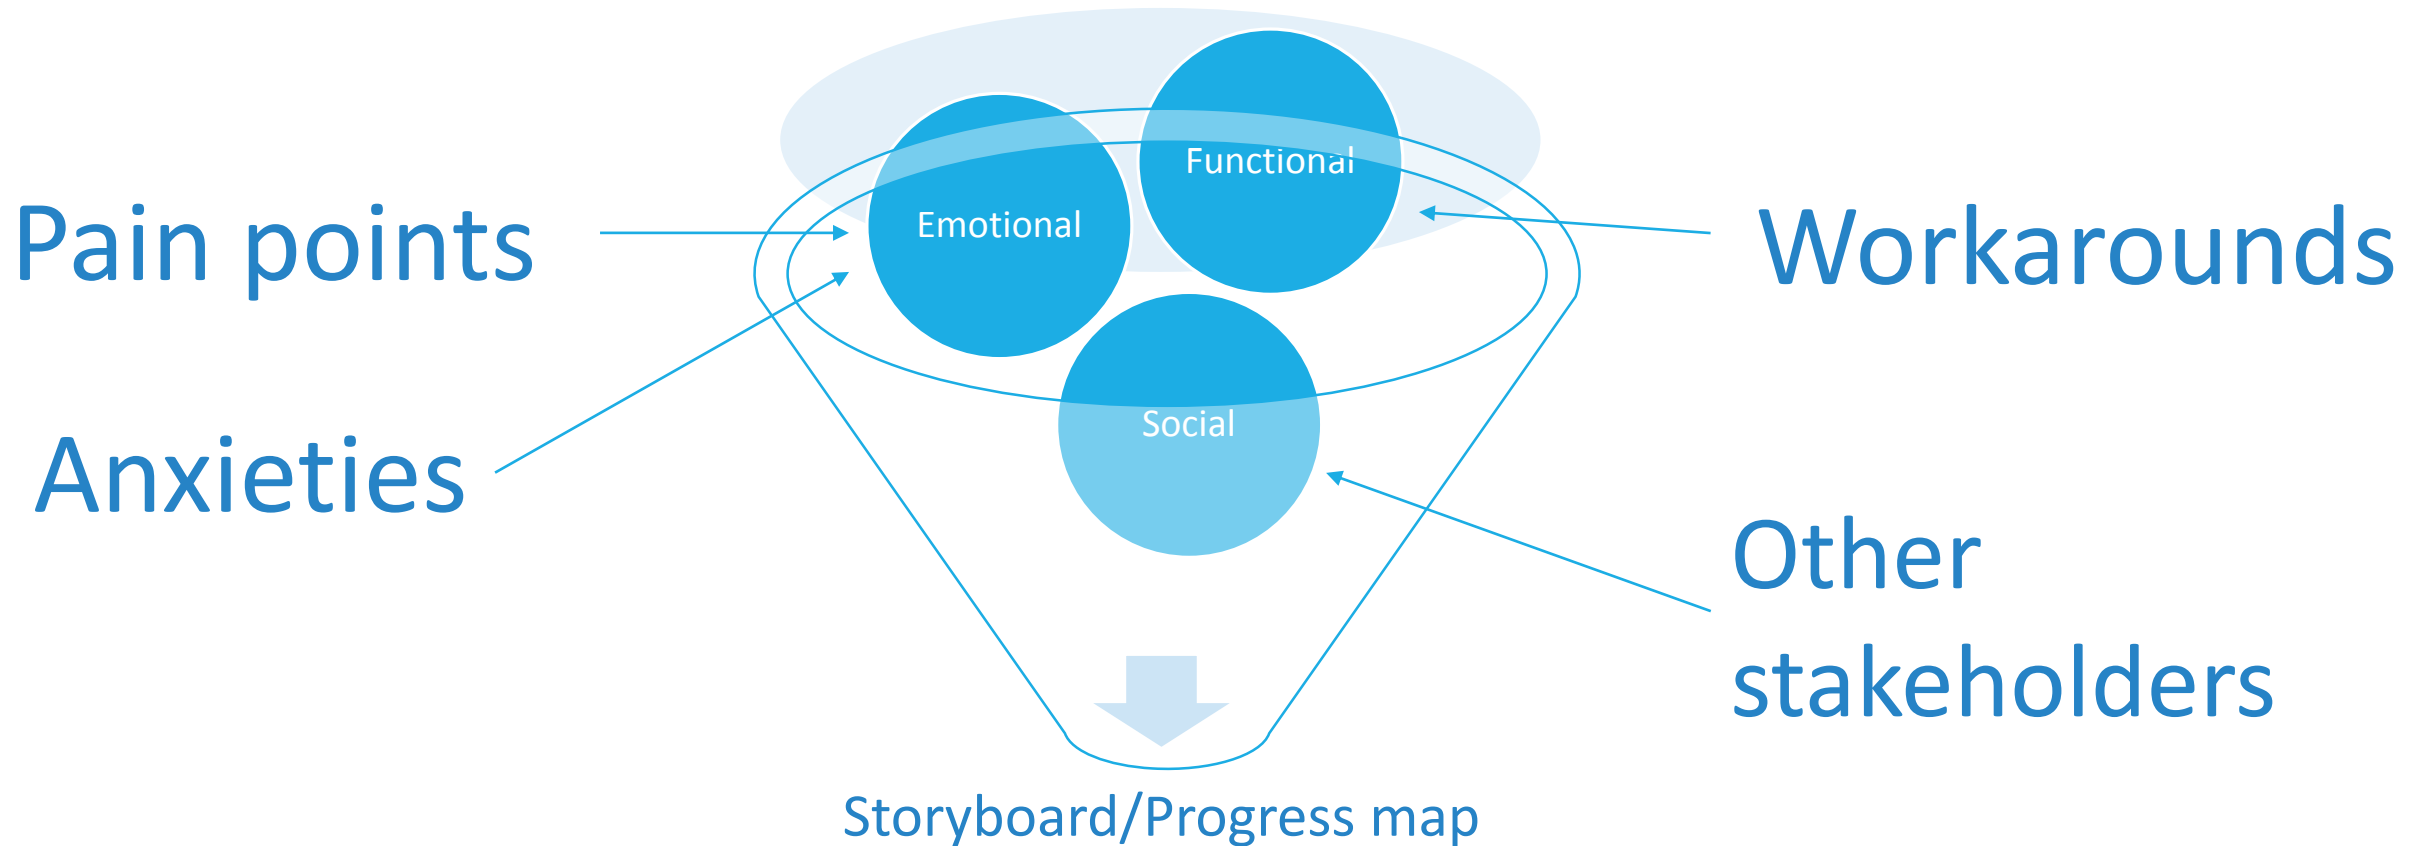 Functional
Emotional
Pain points
Workarounds
Social
Anxieties
Other
stakeholders
Storyboard/Progress map